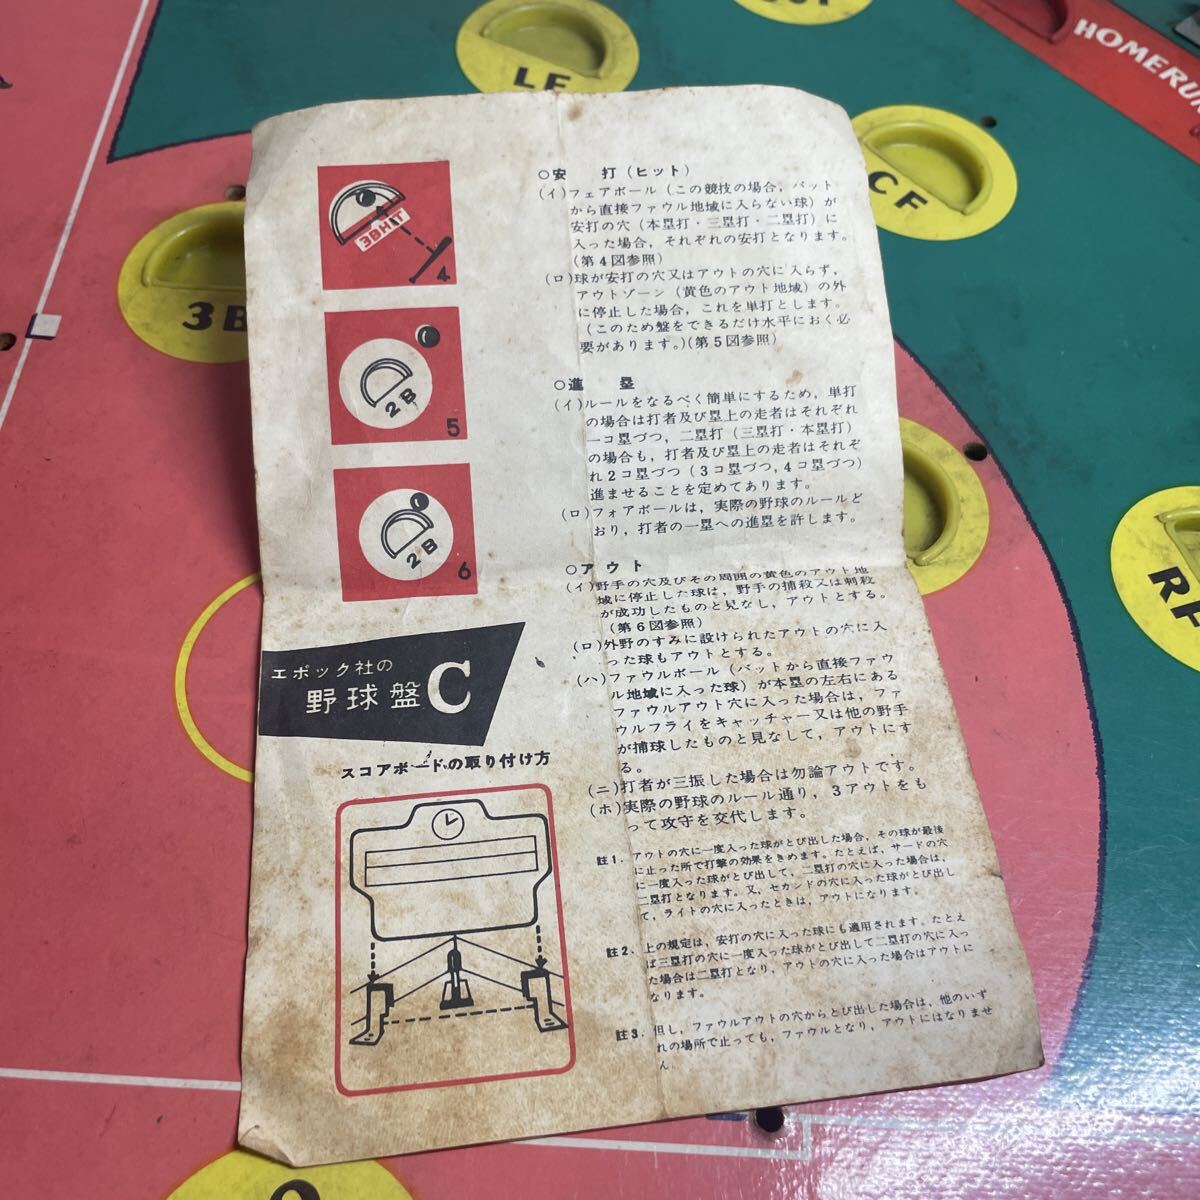 LF
HOMERUN
CF
3B
RF
3BHIT
4
2B
5
2B
6
エポック社の
野球盤 C
スコアボードの取り付け方
○安 打(ヒット)
(イ)フェアボール(この競技の場合,バット
から直接ファウル地域に入らない球)が
安打の穴(本塁打・三塁打・二塁打)に
入った場合,それぞれの安打となります。
(第4図参照)
(ロ)球が安打の穴又はアウトの穴に入らず,
アウトゾーン(黄色のアウト地域)の外
に停止した場合,これを単打とします。
(このため盤をできるだけ水平におく必
要があります。)(第5図参照)
○進 塁
(イ)ルールをなるべく簡単にするため,単打
の場合は打者及び塁上の走者はそれぞれ
一コ塁づつ,二塁打(三塁打・本塁打)
の場合も,打者及び塁上の走者はそれぞ
れ2コ塁づつ(3コ塁づつ,4コ塁づつ)
進ませることを定めてあります。
(ロ)フォアボールは,実際の野球のルールど
おり,打者の一塁への進塁を許します。
○アウト
(イ)野手の穴及びその周囲の黄色のアウト地
域に停止した球は,野手の捕殺又は刺殺
が成功したものと見なし,アウトとする。
(第6図参照)
(ロ)外野のすみに設けられたアウトの穴に入
った球もアウトとする。
(ハ)ファウルボール(バットから直接ファウ
ル地域に入った球)が本塁の左右にある
ファウルアウト穴に入った場合は,ファ
ウルフライをキャッチャー又は他の野手
が捕球したものと見なして,アウトにす
る。
(ニ)打者が三振した場合は勿論アウトです。
(ホ)実際の野球のルール通り,3アウトをも
って攻守を交代します。
註1. アウトの穴に一度入った球がとび出した場合,その球が最後
に止った所で打撃の効果をきめます。たとえば,サードの穴
に一度入った球がとび出して,二塁打の穴に入った場合は,
二塁打となります。又,セカンドの穴に入った球がとび出し
て,ライトの穴に入ったときは,アウトになります。
註2. 上の規定は,安打の穴に入った球にも適用されます。たとえ
ば三塁打の穴に一度入った球がとび出して二塁打の穴に入っ
た場合は二塁打となり,アウトの穴に入った場合はアウトに
なります。
註3. 但し,ファウルアウトの穴からとび出した場合は,他のいず
れの場所で止っても,ファウルとなり,アウトにはなりませ
ん。